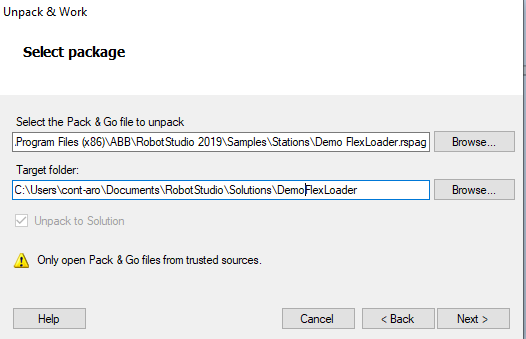 Unpack & Work
Select package
Select the Pack & Go file to unpack
.Program Files (x86)\ABB\RobotStudio 2019\Samples\Stations\Demo FlexLoader.rspag
Browse...
Target folder:
C:\Users\cont-aro\Documents\RobotStudio\Solutions\DemoFlexLoader
Browse...
Unpack to Solution
Only open Pack & Go files from trusted sources.
Help
Cancel
< Back
Next >